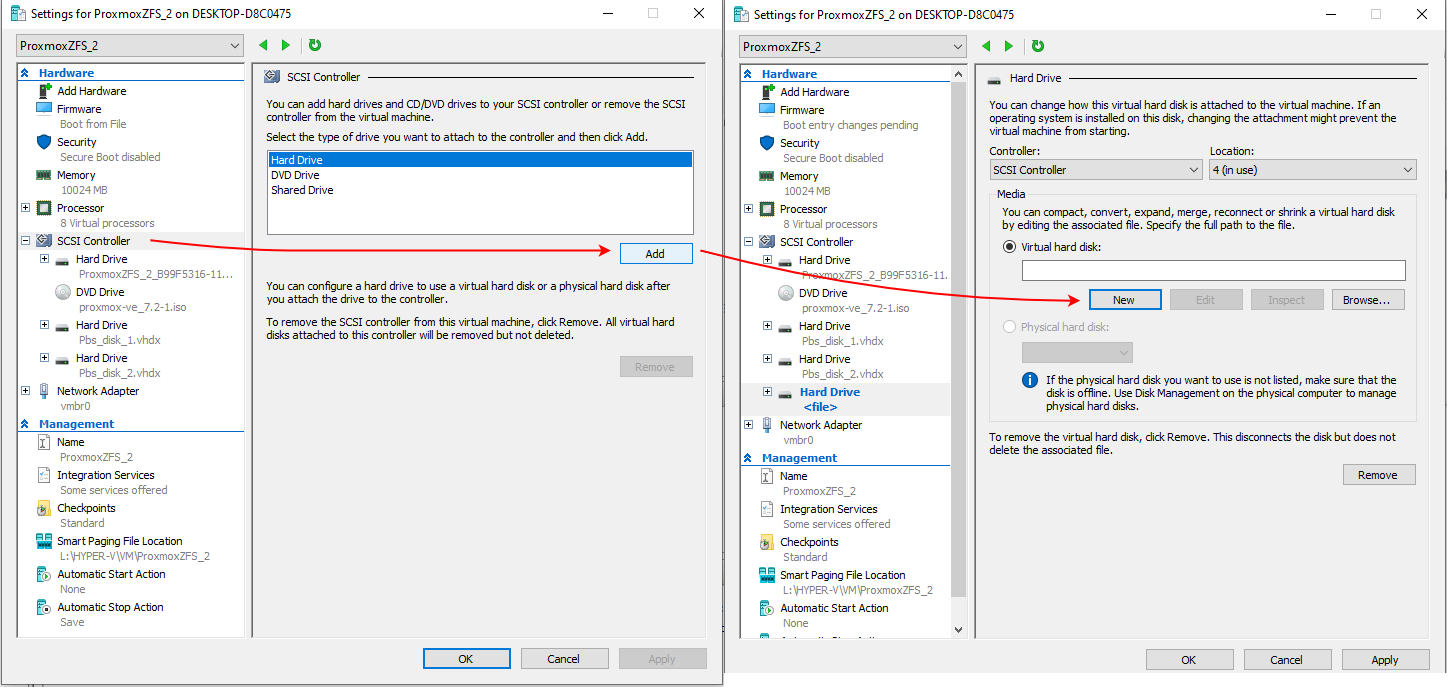 Settings for ProxmoxZFS_2 on DESKTOP-D8C0475
ProxmoxZFS_2
Hardware
Add Hardware
Firmware
Boot from File
Security
Secure Boot disabled
Memory
10024 MB
Processor
8 Virtual processors
SCSI Controller
Hard Drive
ProxmoxZFS_2_B99F5316-11...
DVD Drive
proxmox-ve_7.2-1.iso
Hard Drive
Pbs_disk_1.vhdx
Hard Drive
Pbs_disk_2.vhdx
Network Adapter
vmbr0
Management
Name
ProxmoxZFS_2
Integration Services
Some services offered
Checkpoints
Standard
Smart Paging File Location
L:\HYPER-V\VM\ProxmoxZFS_2
Automatic Start Action
None
Automatic Stop Action
Save
SCSI Controller
You can add hard drives and CD/DVD drives to your SCSI controller or remove the SCSI
controller from the virtual machine.
Select the type of drive you want to attach to the controller and then click Add.
Hard Drive
DVD Drive
Shared Drive
Add
You can configure a hard drive to use a virtual hard disk or a physical hard disk after
you attach the drive to the controller.
To remove the SCSI controller from this virtual machine, click Remove. All virtual hard
disks attached to this controller will be removed but not deleted.
Remove
OK
Cancel
Apply
Settings for ProxmoxZFS_2 on DESKTOP-D8C0475
ProxmoxZFS_2
Hardware
Add Hardware
Firmware
Boot entry changes pending
Security
Secure Boot disabled
Memory
10024 MB
Processor
8 Virtual processors
SCSI Controller
Hard Drive
ProxmoxZFS_2_B99F5316-11.
DVD Drive
proxmox-ve_7.2-1.iso
Hard Drive
Pbs_disk_1.vhdx
Hard Drive
Pbs_disk_2.vhdx
Hard Drive
<file>
Network Adapter
vmbr0
Management
Name
ProxmoxZFS_2
Integration Services
Some services offered
Checkpoints
Standard
Smart Paging File Location
L:\HYPER-V\VM\ProxmoxZFS_2
Automatic Start Action
None
Hard Drive
You can change how this virtual hard disk is attached to the virtual machine. If an
operating system is installed on this disk, changing the attachment might prevent the
virtual machine from starting.
Controller:
Location:
SCSI Controller
4 (in use)
Media
You can compact, convert, expand, merge, reconnect or shrink a virtual hard disk
by editing the associated file. Specify the full path to the file.
Virtual hard disk:
New
Edit
Inspect
Browse...
Physical hard disk:
If the physical hard disk you want to use is not listed, make sure that the
disk is offline. Use Disk Management on the physical computer to manage
physical hard disks.
To remove the virtual hard disk, click Remove. This disconnects the disk but does not
delete the associated file.
Remove
OK
Cancel
Apply